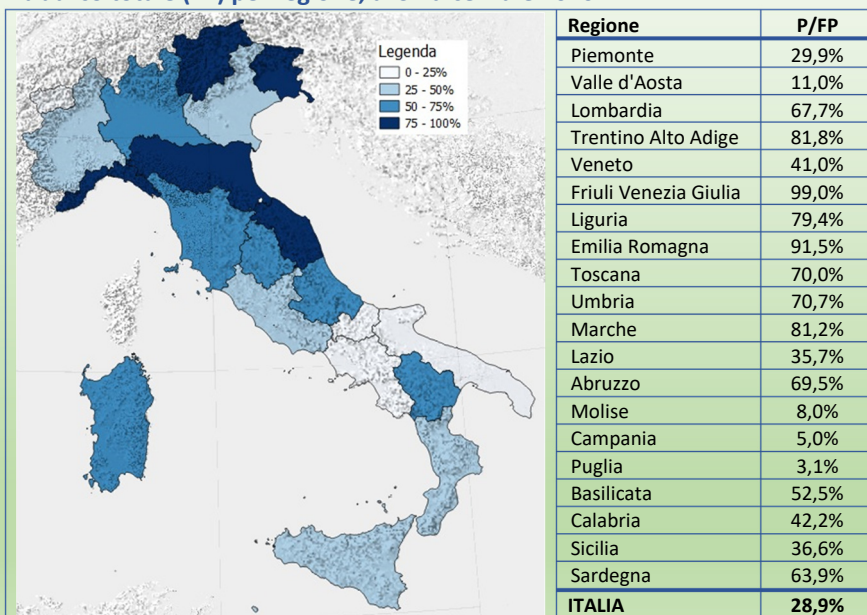 Legenda
0 - 25%
25 - 50%
50 - 75%
75 - 100%
Regione P/FP
Piemonte 29,9%
Valle d'Aosta 11,0%
Lombardia 67,7%
Trentino Alto Adige 81,8%
Veneto 41,0%
Friuli Venezia Giulia 99,0%
Liguria 79,4%
Emilia Romagna 91,5%
Toscana 70,0%
Umbria 70,7%
Marche 81,2%
Lazio 35,7%
Abruzzo 69,5%
Molise 8,0%
Campania 5,0%
Puglia 3,1%
Basilicata 52,5%
Calabria 42,2%
Sicilia 36,6%
Sardegna 63,9%
ITALIA 28,9%